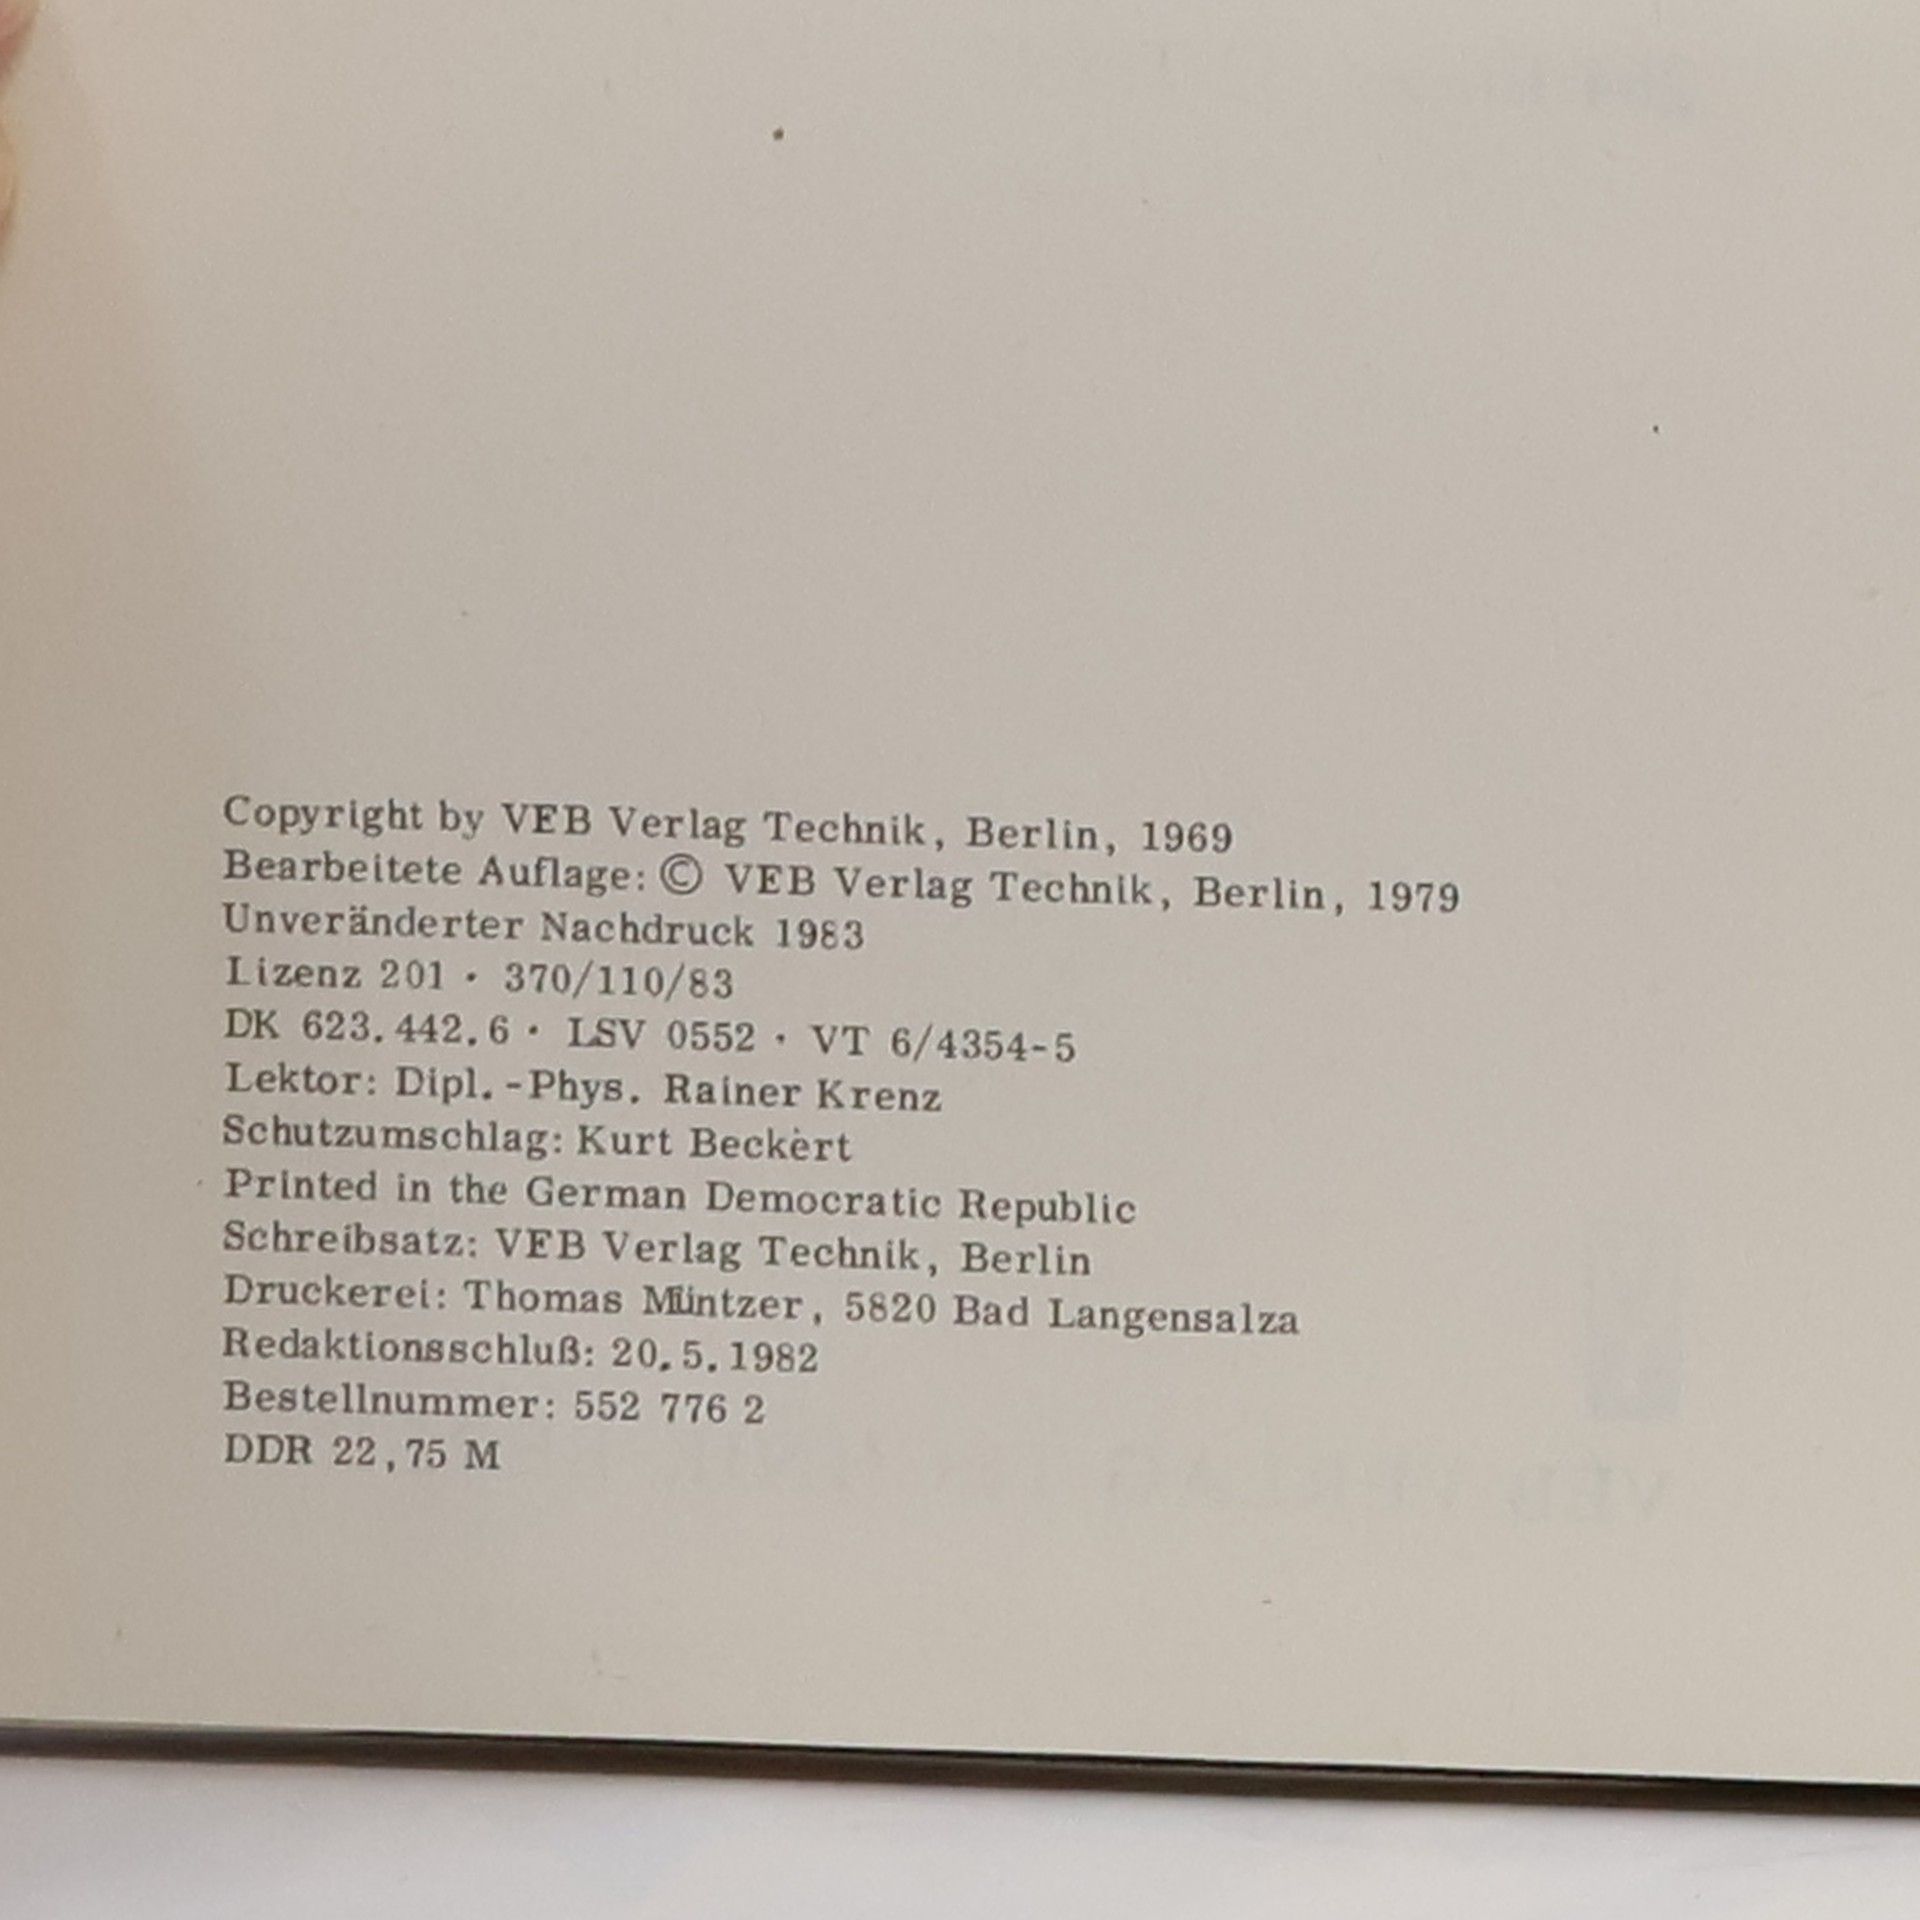 Copyright by VEB Verlag Technik, Berlin, 1969
Bearbeitete Auflage: © VEB Verlag Technik, Berlin, 1979
Unveränderter Nachdruck 1983
Lizenz 201 · 370/110/83
DK 623.442.6 · LSV 0552 · VT 6/4354-5
Lektor: Dipl.-Phys. Rainer Krenz
Schutzumschlag: Kurt Beckert
Printed in the German Democratic Republic
Schreibsatz: VEB Verlag Technik, Berlin
Druckerei: Thomas Müntzer, 5820 Bad Langensalza
Redaktionsschluß: 20.5.1982
Bestellnummer: 552 776 2
DDR 22,75 M